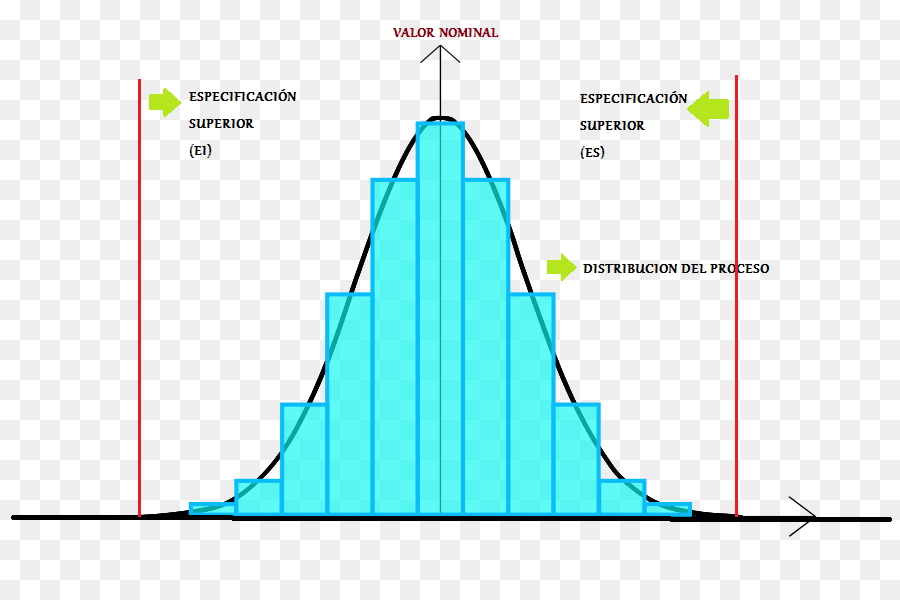 VALOR NOMINAL
ESPECIFICACIÓN
SUPERIOR
(EI)
ESPECIFICACIÓN
SUPERIOR
(ES)
DISTRIBUCION DEL PROCESO